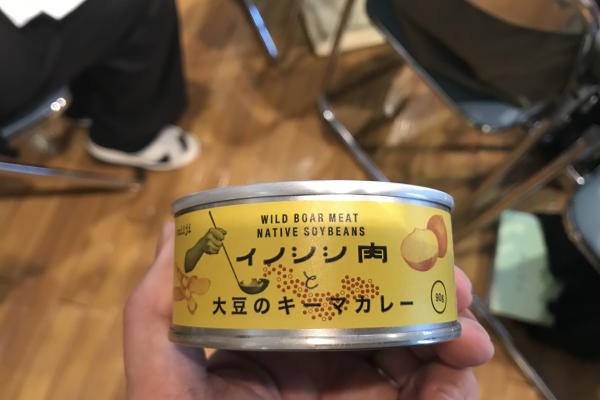 WILD BOAR MEAT
NATIVE SOYBEANS
イノシシ肉
と
大豆のキーマカレー
90g